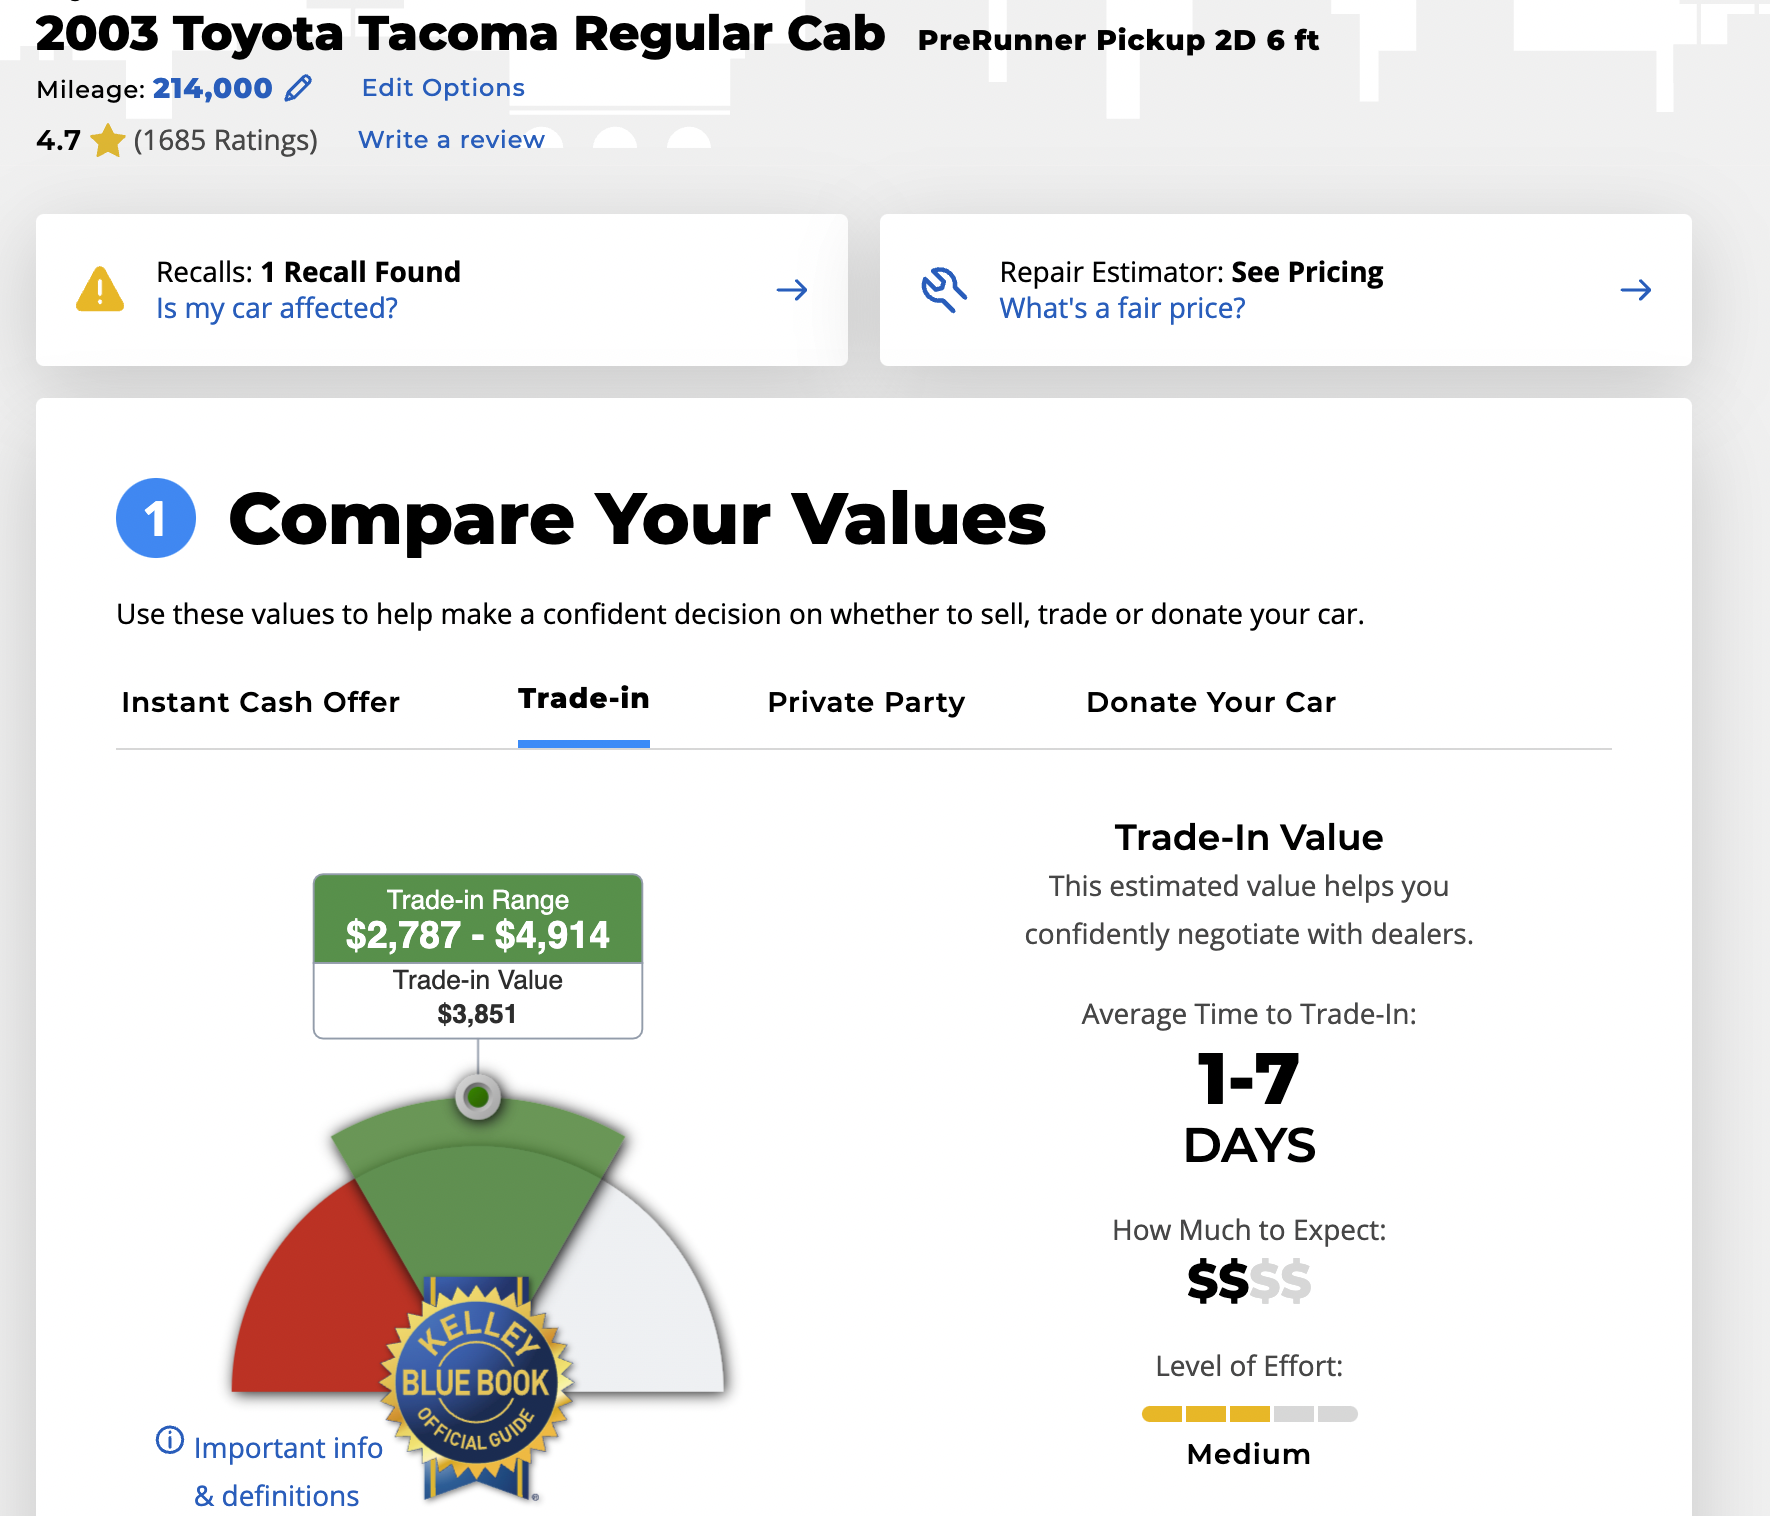 2003 Toyota Tacoma Regular Cab PreRunner Pickup 2D 6 ft
Mileage: 214,000 Edit Options
4.7 (1685 Ratings) Write a review
Recalls: 1 Recall Found
Is my car affected?
Repair Estimator: See Pricing
What's a fair price?
1 Compare Your Values
Use these values to help make a confident decision on whether to sell, trade or donate your car.
Instant Cash Offer Trade-in Private Party Donate Your Car
Trade-in Range
$2,787 - $4,914
Trade-in Value
$3,851
KELLEY
BLUE BOOK
OFFICIAL GUIDE
®
Important info
& definitions
Trade-In Value
This estimated value helps you
confidently negotiate with dealers.
Average Time to Trade-In:
1-7
DAYS
How Much to Expect:
$$$$
Level of Effort:
Medium